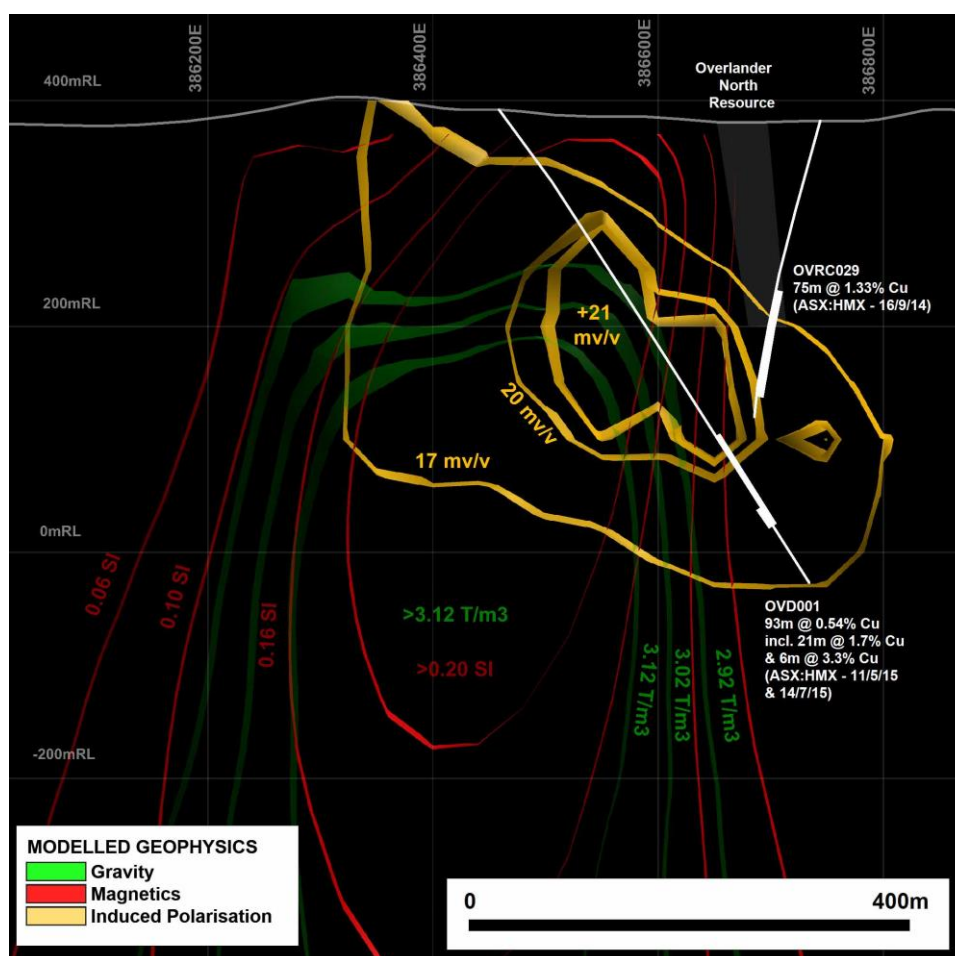 386200E
386400E
386600E
386800E
400mRL
Overlander
North
Resource
OVRC029
75m @ 1.33% Cu
(ASX:HMX - 16/9/14)
200mRL
+21
mv/v
20 mv/v
17 mv/v
0mRL
0.06 SI
0.10 SI
0.16 SI
>3.12 T/m3
>0.20 SI
3.12 T/m3
3.02 T/m3
2.92 T/m3
OVD001
93m @ 0.54% Cu
incl. 21m @ 1.7% Cu
& 6m @ 3.3% Cu
(ASX:HMX - 11/5/15
& 14/7/15)
-200mRL
MODELLED GEOPHYSICS
Gravity
Magnetics
Induced Polarisation
0
400m